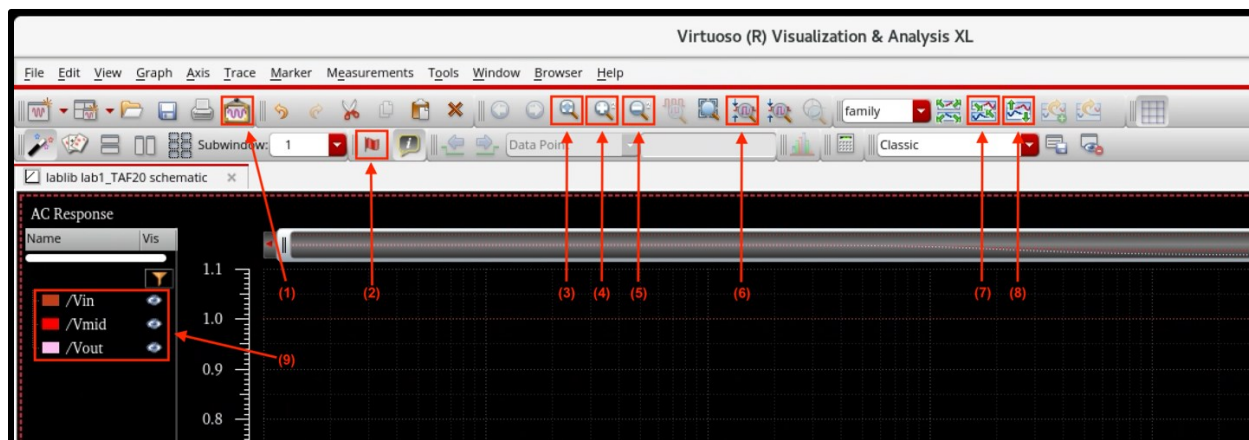 Virtuoso (R) Visualization & Analysis XL
File Edit View Graph Axis Trace Marker Measurements Tools Window Browser Help
family
Subwindow: 1 Data Point Classic
lablib lab1_TAF20 schematic ×
AC Response
Name Vis
1.1
(1) (2) (3) (4) (5) (6) (7) (8)
/Vin
1.0
/Vmid
/Vout
(9)
0.9
0.8